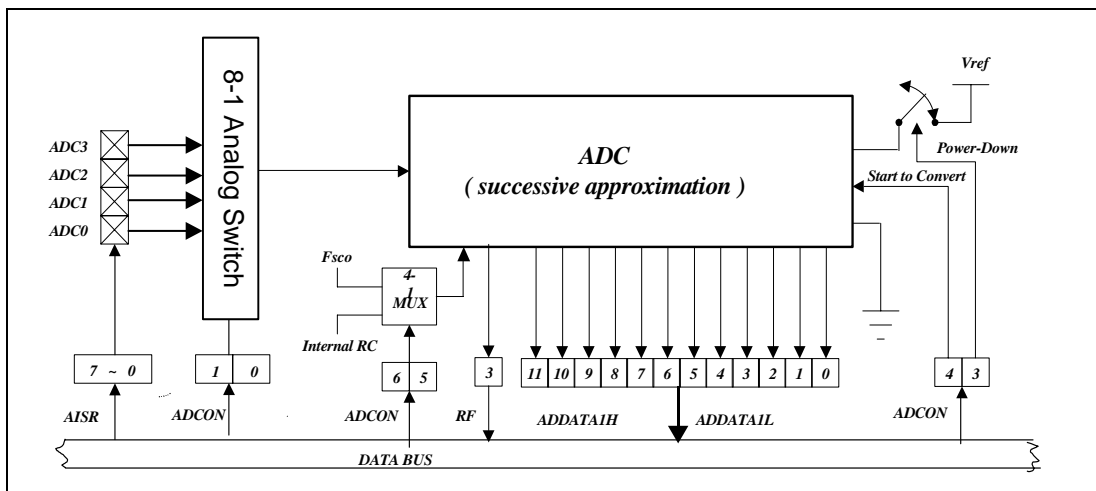 Vref
8-1 Analog Switch
ADC3
ADC2
ADC1
ADC0
ADC
( successive approximation )
Power-Down
Start to Convert
Fsco
4-1
MUX
Internal RC
7 ~ 0
1 0
6 5
3
11 10 9 8 7 6 5 4 3 2 1 0
4 3
AISR
ADCON
ADCON
RF
ADDATA1H
ADDATA1L
ADCON
DATA BUS